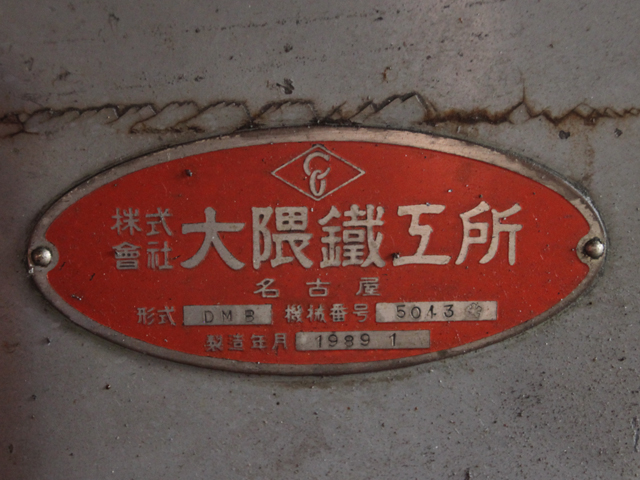 株式會社 大隈鐵工所
名古屋
形式 DMB 機械番号 5013
製造年月 1989 1